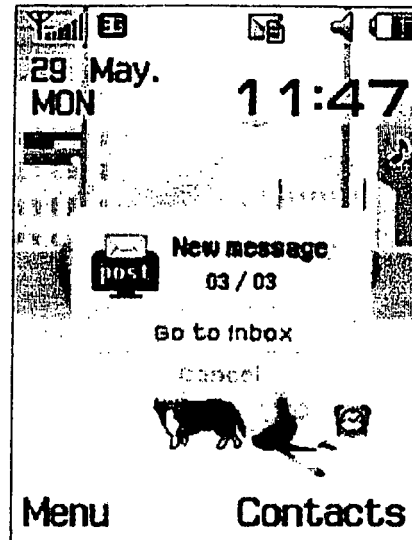 29 May.
MON
11:47
New message
post
03 / 03
Go to inbox
Cancel
Menu
Contacts